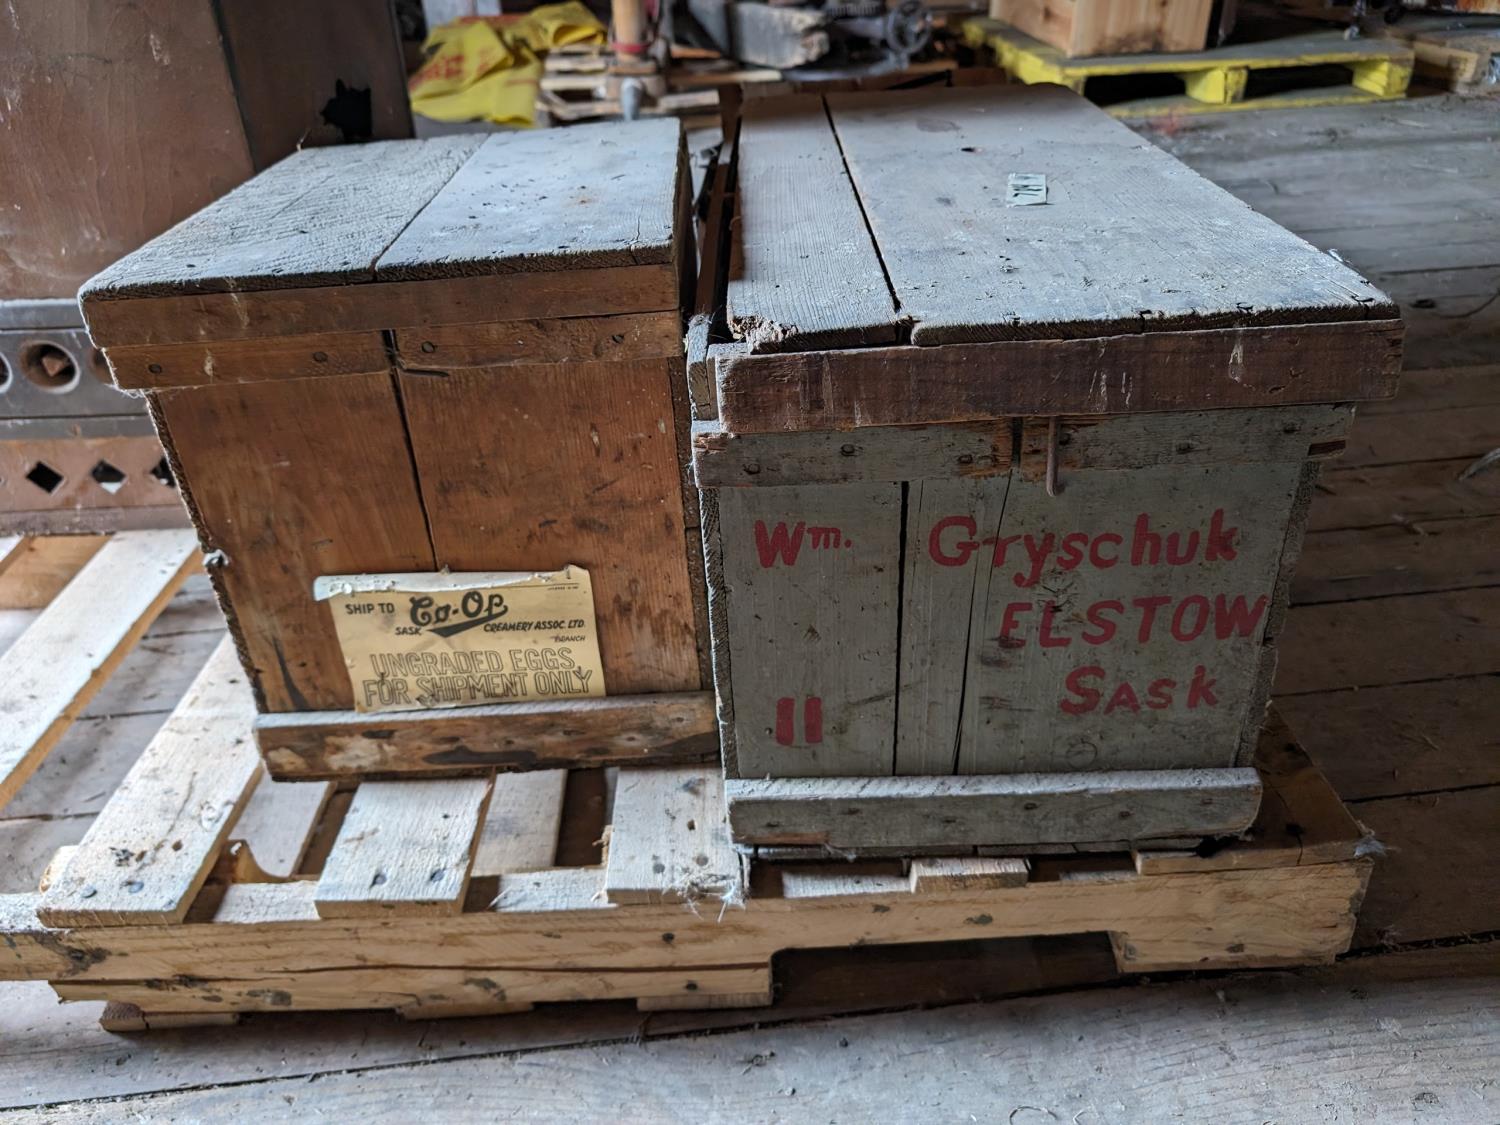 SHIP TO Co-Op
SASK CREAMERY ASSOC. LTD.
BRANCH
UNGRADED EGGS
FOR SHIPMENT ONLY
Wm. Gryschuk
ELSTOW
Sask
11